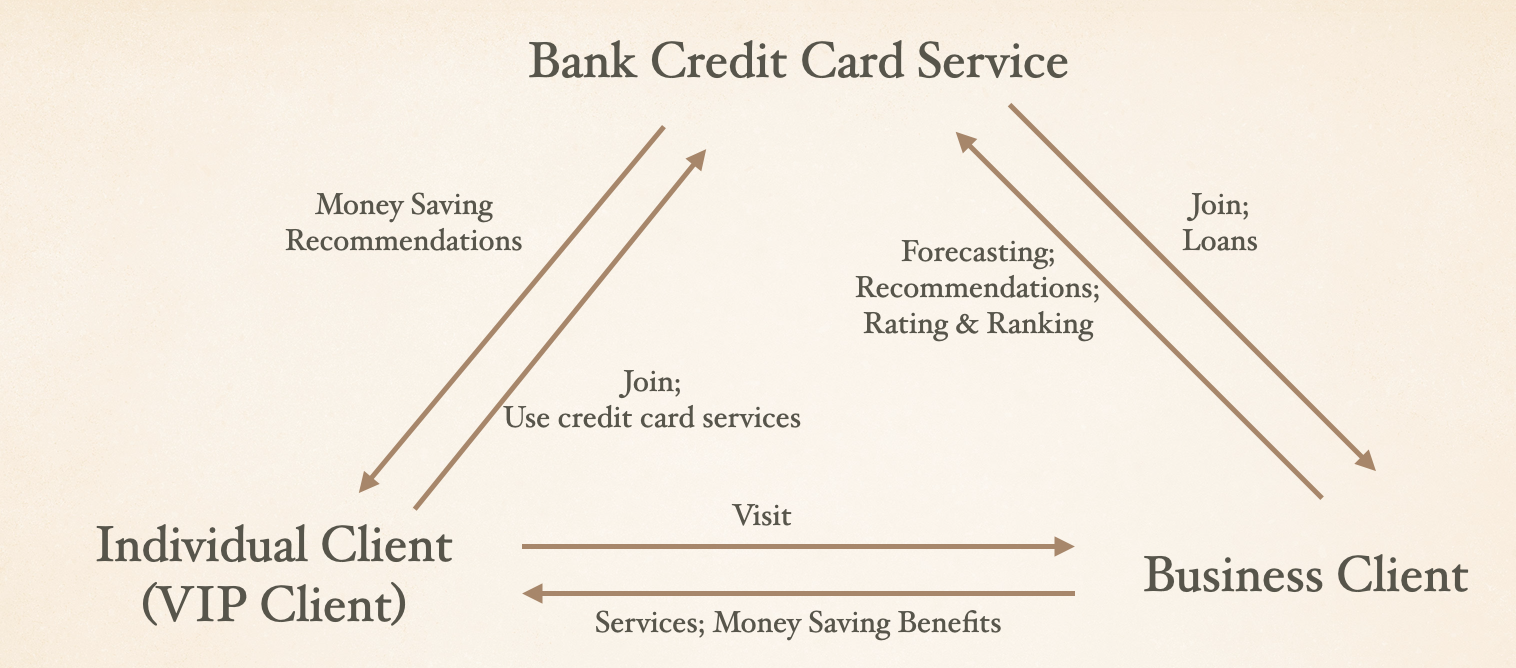 Bank Credit Card Service
Money Saving
Recommendations
Join;
Loans
Forecasting;
Recommendations;
Rating & Ranking
Join;
Use credit card services
Visit
Individual Client
(VIP Client)
Business Client
Services; Money Saving Benefits